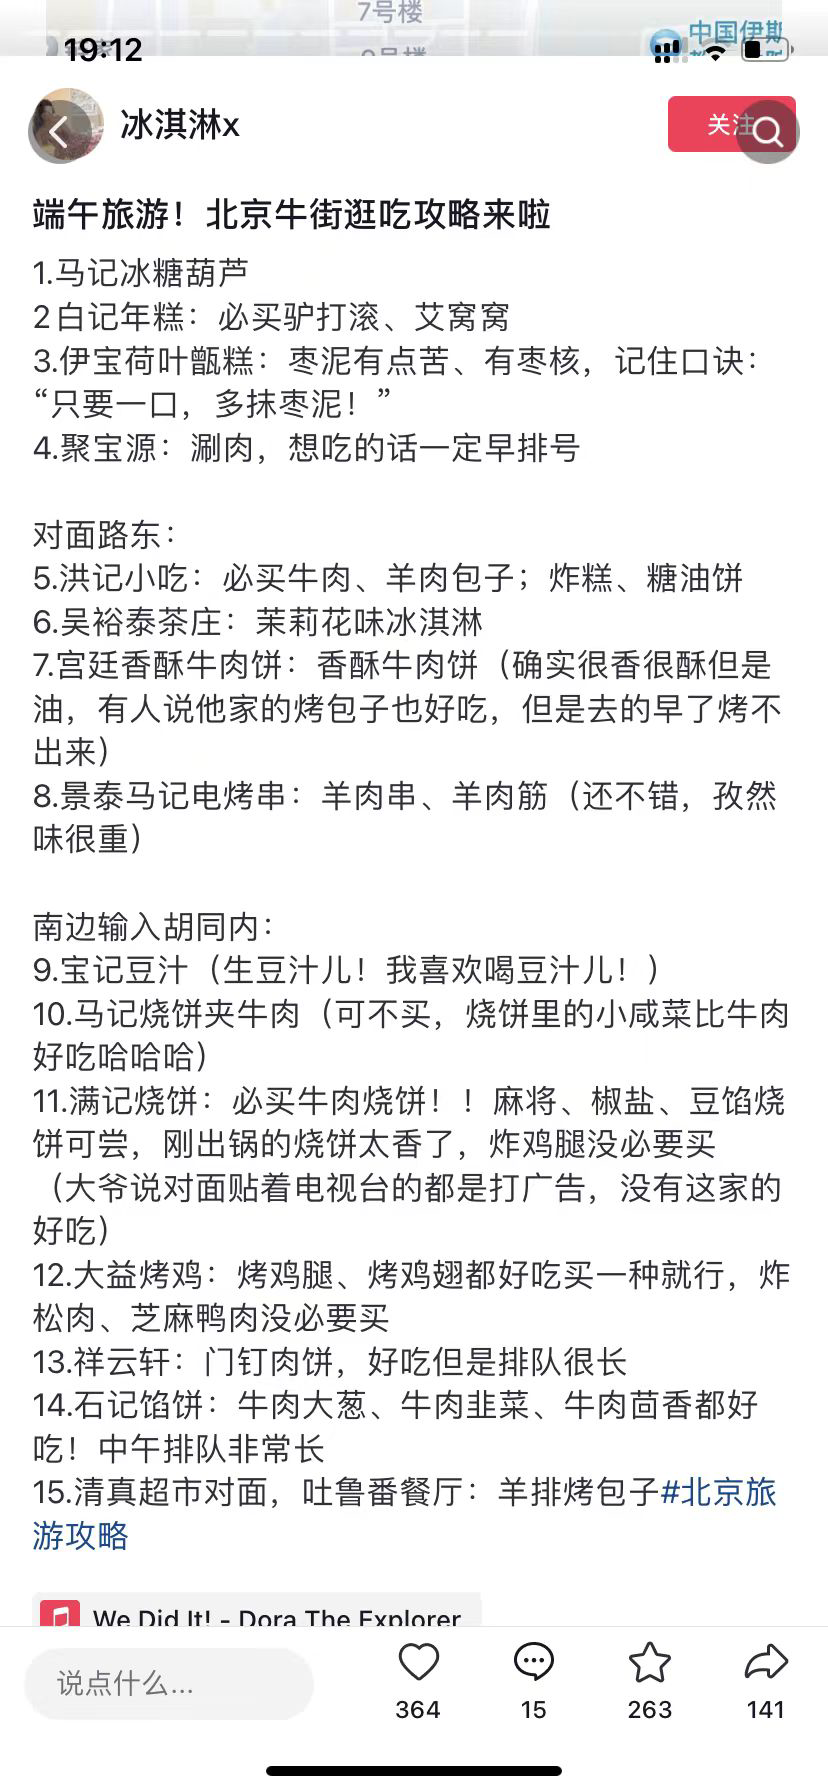 7号楼
中国伊斯
19:12
冰淇淋x
关注
端午旅游！北京牛街逛吃攻略来啦
1.马记冰糖葫芦
2白记年糕：必买驴打滚、艾窝窝
3.伊宝荷叶甑糕：枣泥有点苦、有枣核，记住口诀：
“只要一口，多抹枣泥！”
4.聚宝源：涮肉，想吃的话一定早排号
对面路东：
5.洪记小吃：必买牛肉、羊肉包子；炸糕、糖油饼
6.吴裕泰茶庄：茉莉花味冰淇淋
7.宫廷香酥牛肉饼：香酥牛肉饼（确实很香很酥但是
油，有人说他家的烤包子也好吃，但是去的早了烤不
出来）
8.景泰马记电烤串：羊肉串、羊肉筋（还不错，孜然
味很重）
南边输入胡同内：
9.宝记豆汁（生豆汁儿！我喜欢喝豆汁儿！）
10.马记烧饼夹牛肉（可不买，烧饼里的小咸菜比牛肉
好吃哈哈哈）
11.满记烧饼：必买牛肉烧饼！！麻将、椒盐、豆馅烧
饼可尝，刚出锅的烧饼太香了，炸鸡腿没必要买
（大爷说对面贴着电视台的都是打广告，没有这家的
好吃）
12.大益烤鸡：烤鸡腿、烤鸡翅都好吃买一种就行，炸
松肉、芝麻鸭肉没必要买
13.祥云轩：门钉肉饼，好吃但是排队很长
14.石记馅饼：牛肉大葱、牛肉韭菜、牛肉茴香都好
吃！中午排队非常长
15.清真超市对面，吐鲁番餐厅：羊排烤包子#北京旅
游攻略
We Did It! - Dora The Explorer
说点什么...
364
15
263
141